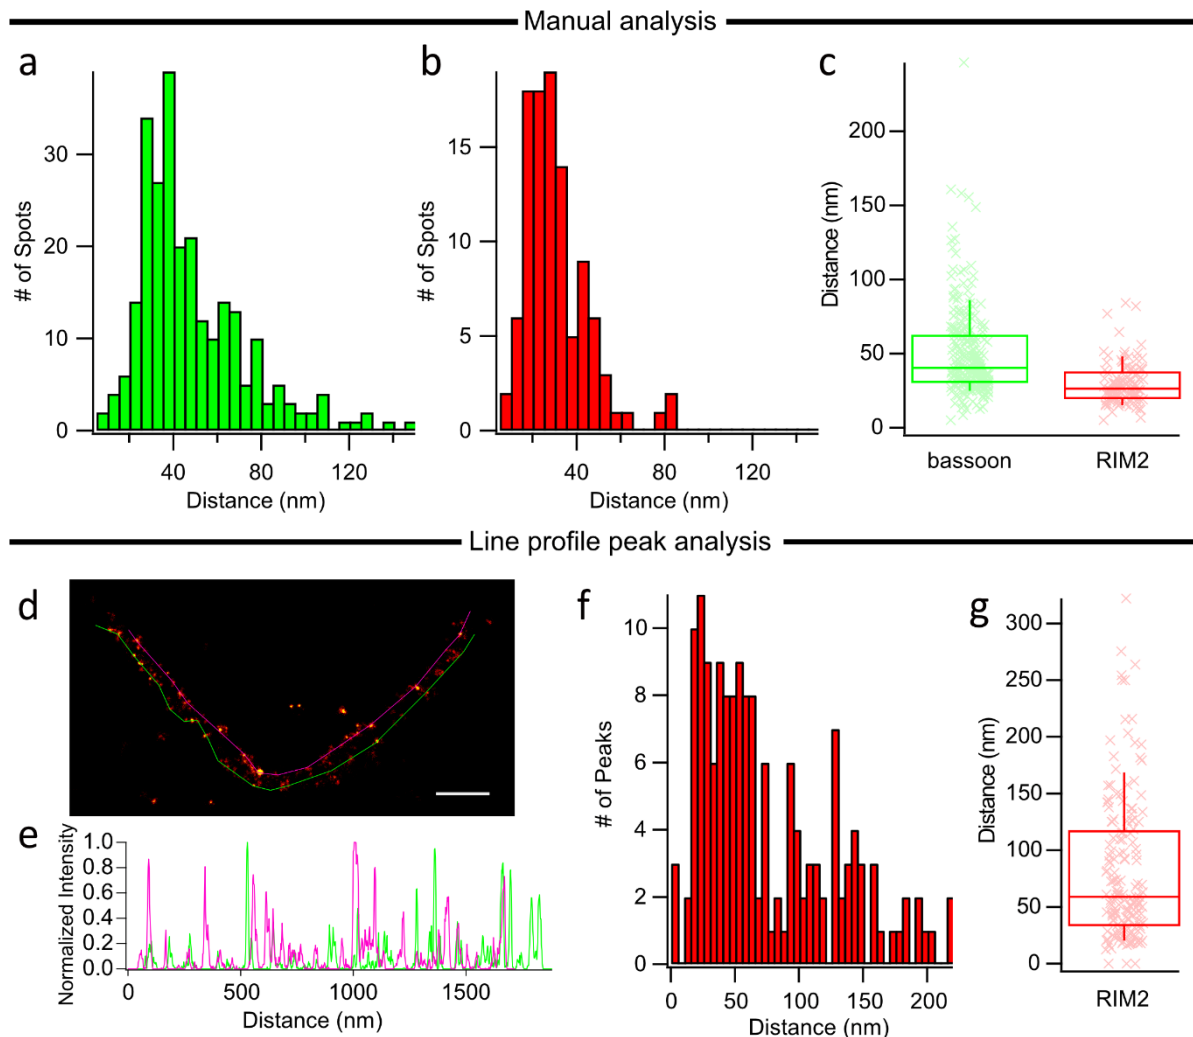 Manual analysis
a
# of Spots
30
20
10
0
40
80
120
Distance (nm)
b
# of Spots
15
10
5
0
40
80
120
Distance (nm)
c
Distance (nm)
200
150
100
50
0
bassoon
RIM2
Line profile peak analysis
d
e
Normalized Intensity
1.0
0.8
0.6
0.4
0.2
0.0
0
500
1000
1500
Distance (nm)
f
# of Peaks
10
8
6
4
2
0
0
50
100
150
200
Distance (nm)
g
Distance (nm)
300
250
200
150
100
50
0
RIM2